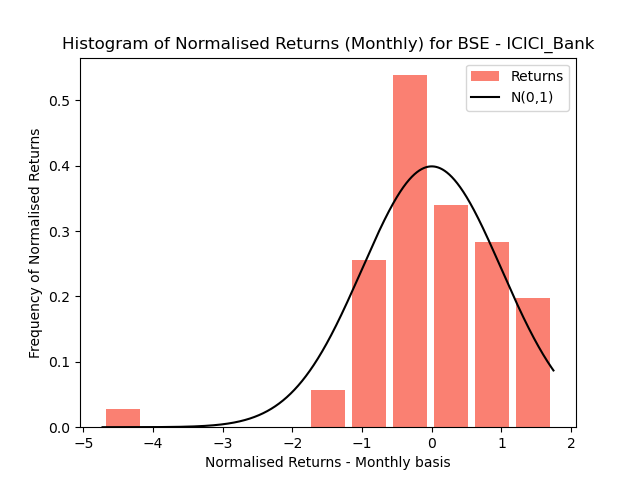 Histogram of Normalised Returns (Monthly) for BSE - ICICI_Bank
Returns
N(0,1)
Frequency of Normalised Returns
0.5
0.4
0.3
0.2
0.1
0.0
−5 −4 −3 −2 −1 0 1 2
Normalised Returns - Monthly basis